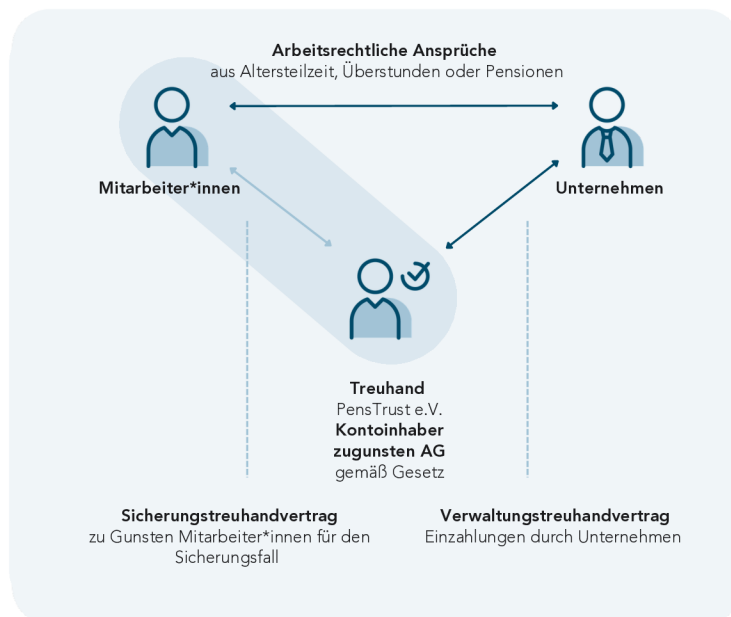 Arbeitsrechtliche Ansprüche
aus Altersteilzeit, Überstunden oder Pensionen
Mitarbeiter*innen
Unternehmen
Treuhand
PensTrust e.V.
Kontoinhaber
zugunsten AG
gemäß Gesetz
Sicherungstreuhandvertrag
zu Gunsten Mitarbeiter*innen für den
Sicherungsfall
Verwaltungstreuhandvertrag
Einzahlungen durch Unternehmen